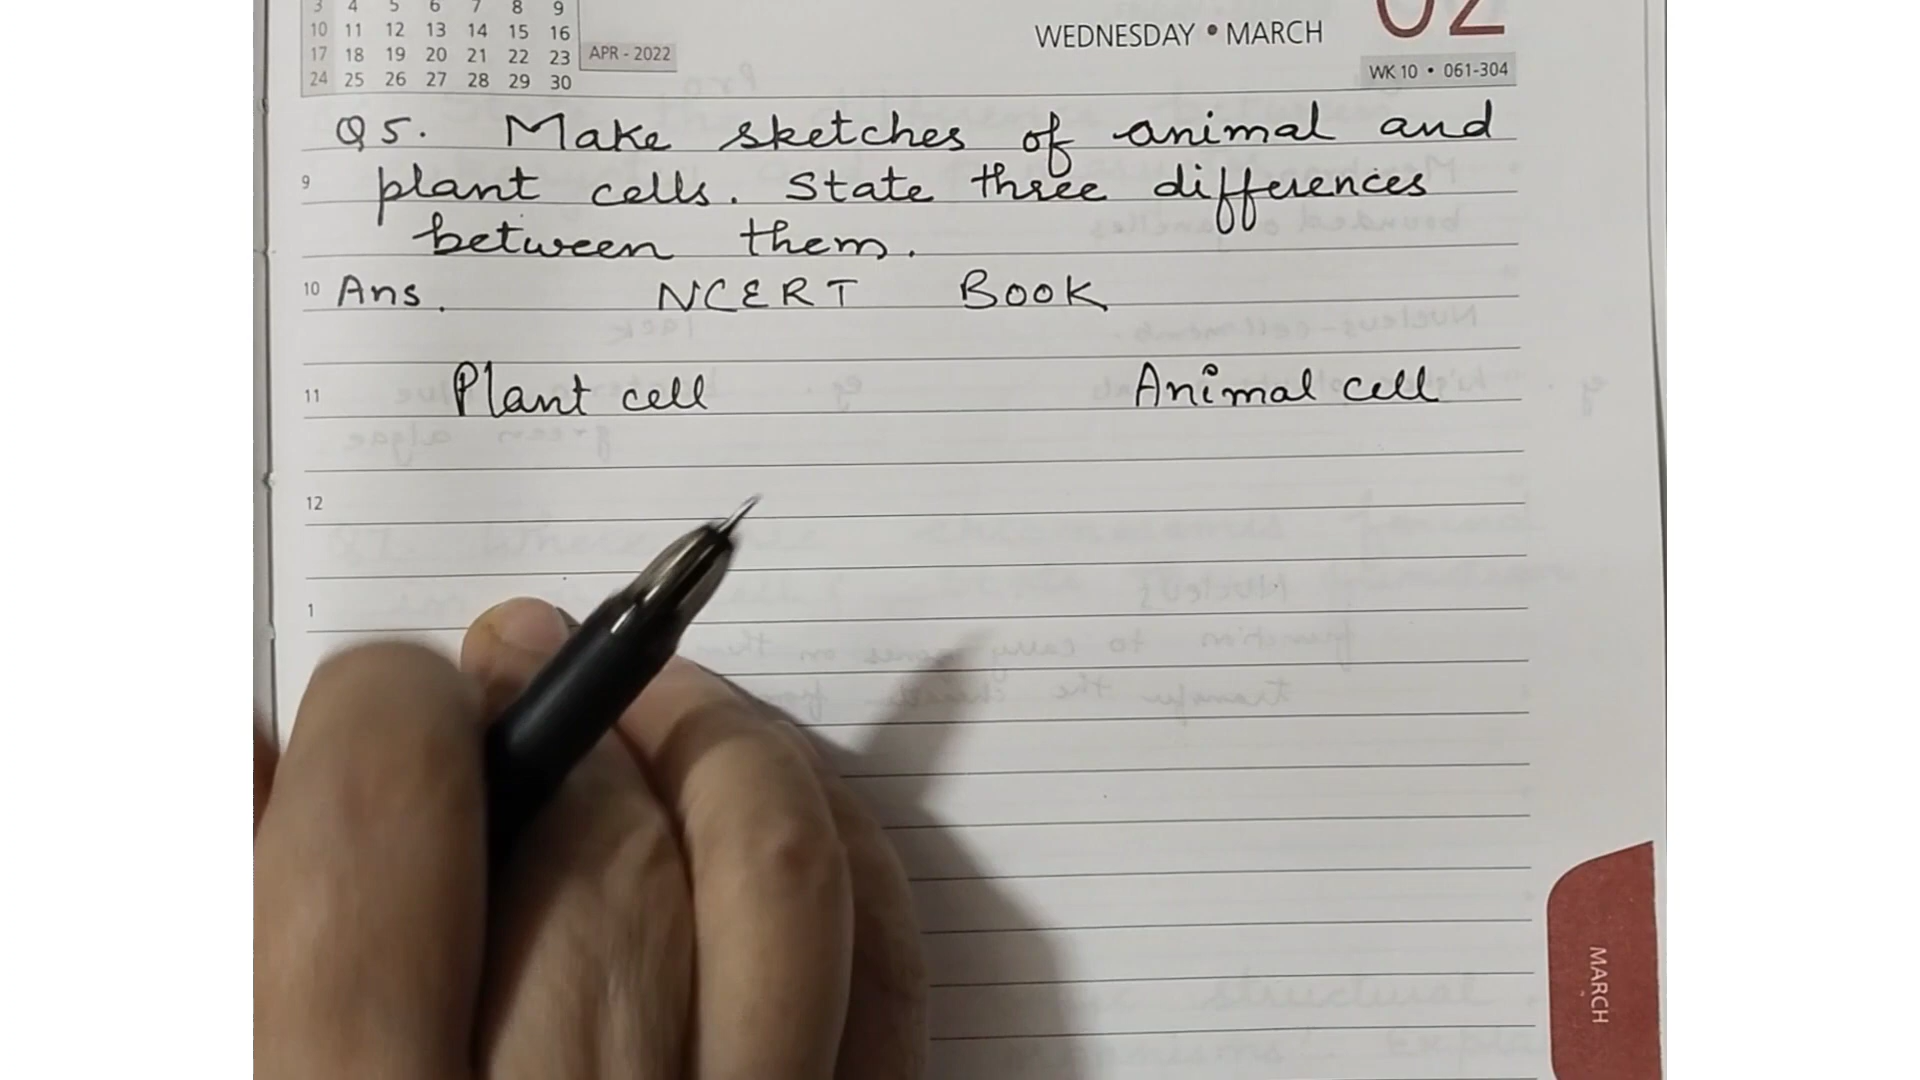 3 4 5 6 7 8 9
10 11 12 13 14 15 16
17 18 19 20 21 22 23
24 25 26 27 28 29 30
APR - 2022
WEDNESDAY • MARCH 02
WK 10 • 061-304
Q5. Make sketches of animal and
9 plant cells. State three differences
between them.
10 Ans. NCERT Book
11 Plant cell Animal cell
12
1
MARCH